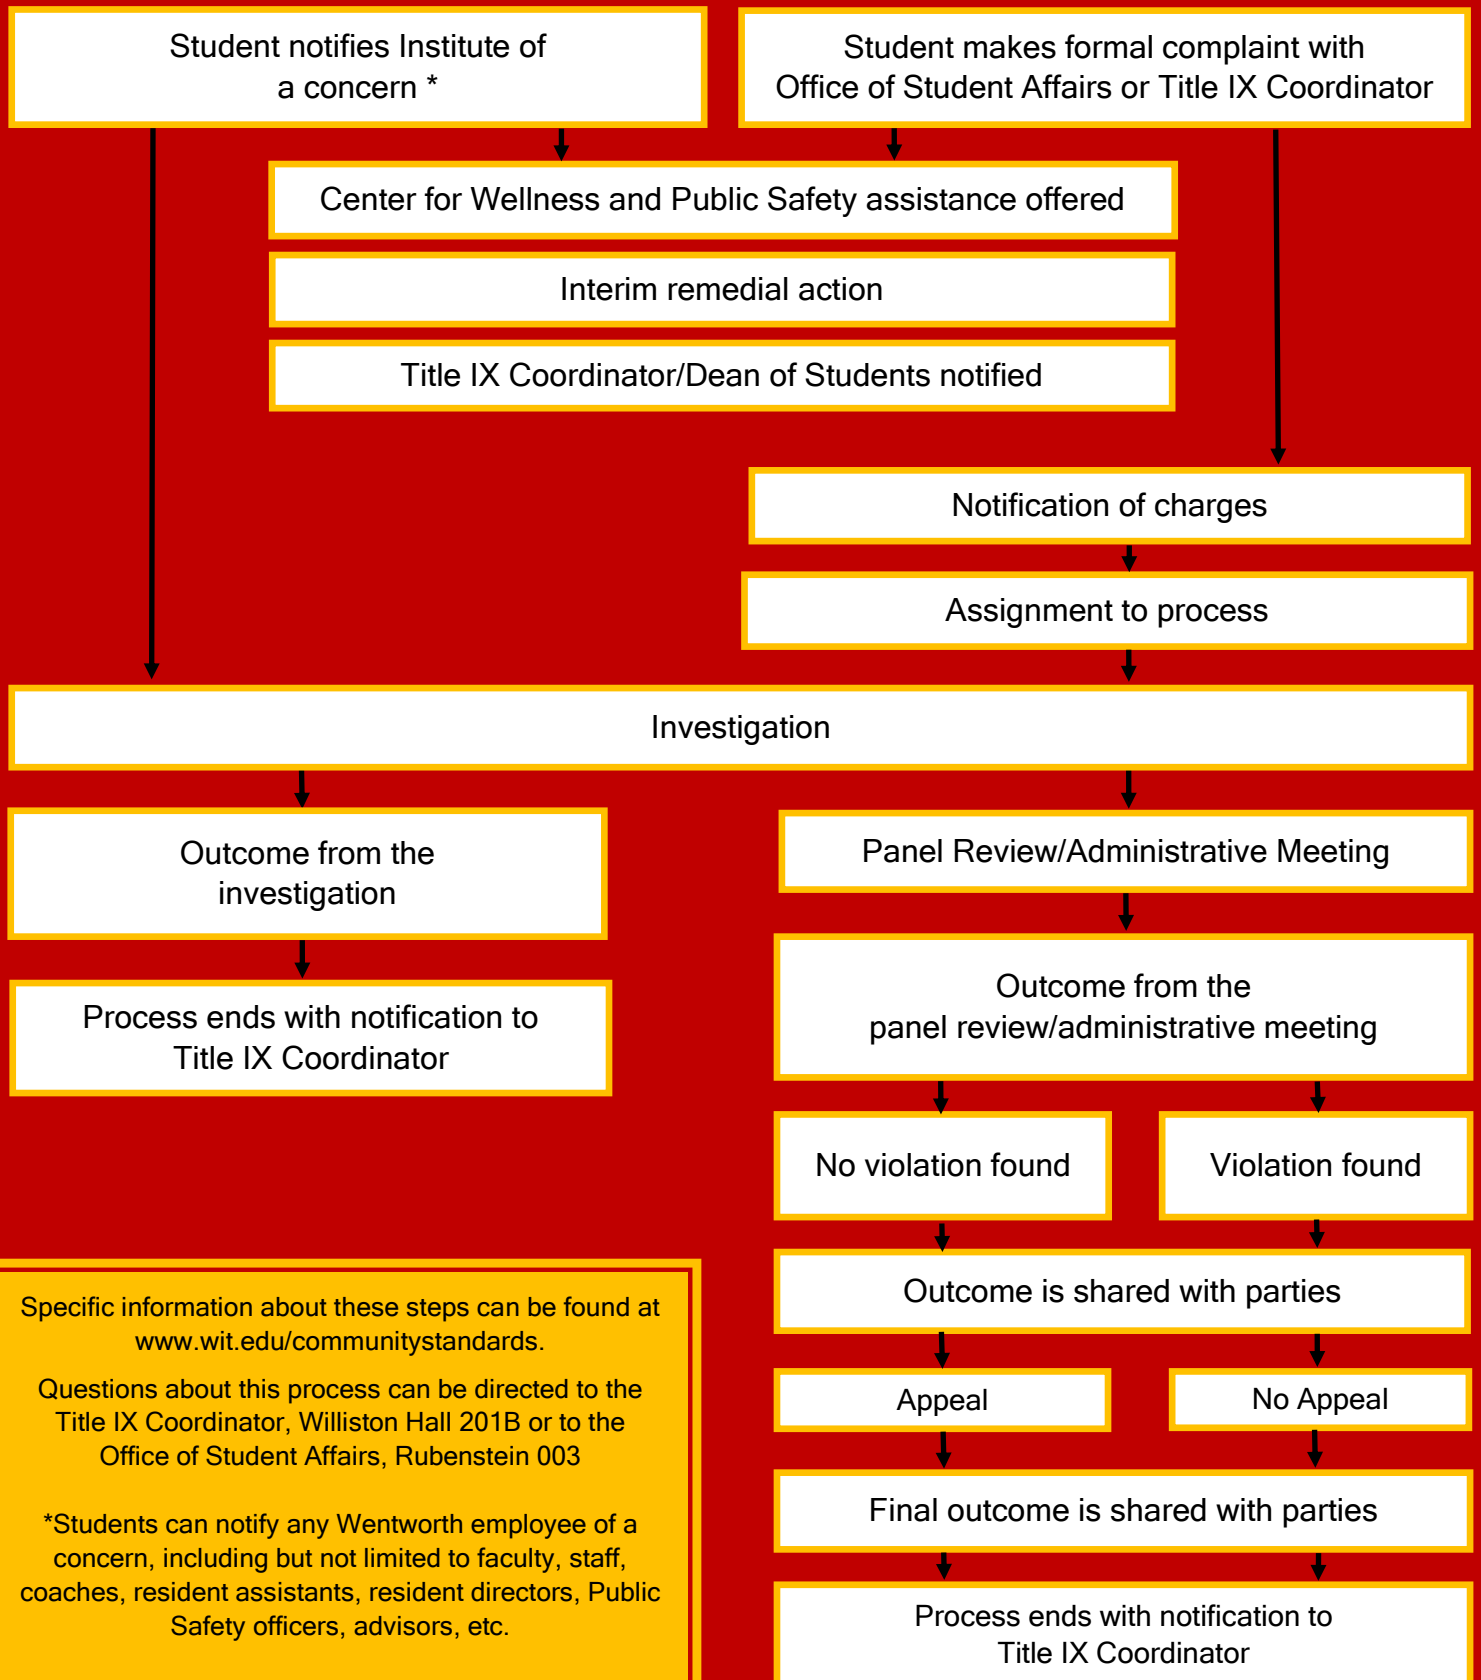 Student notifies Institute of
a concern *
Student makes formal complaint with
Office of Student Affairs or Title IX Coordinator
Center for Wellness and Public Safety assistance offered
Interim remedial action
Title IX Coordinator/Dean of Students notified
Notification of charges
Assignment to process
Investigation
Outcome from the
investigation
Process ends with notification to
Title IX Coordinator
Panel Review/Administrative Meeting
Outcome from the
panel review/administrative meeting
No violation found
Violation found
Outcome is shared with parties
Appeal
No Appeal
Final outcome is shared with parties
Process ends with notification to
Title IX Coordinator
Specific information about these steps can be found at
www.wit.edu/communitystandards.
Questions about this process can be directed to the
Title IX Coordinator, Williston Hall 201B or to the
Office of Student Affairs, Rubenstein 003
*Students can notify any Wentworth employee of a
concern, including but not limited to faculty, staff,
coaches, resident assistants, resident directors, Public
Safety officers, advisors, etc.